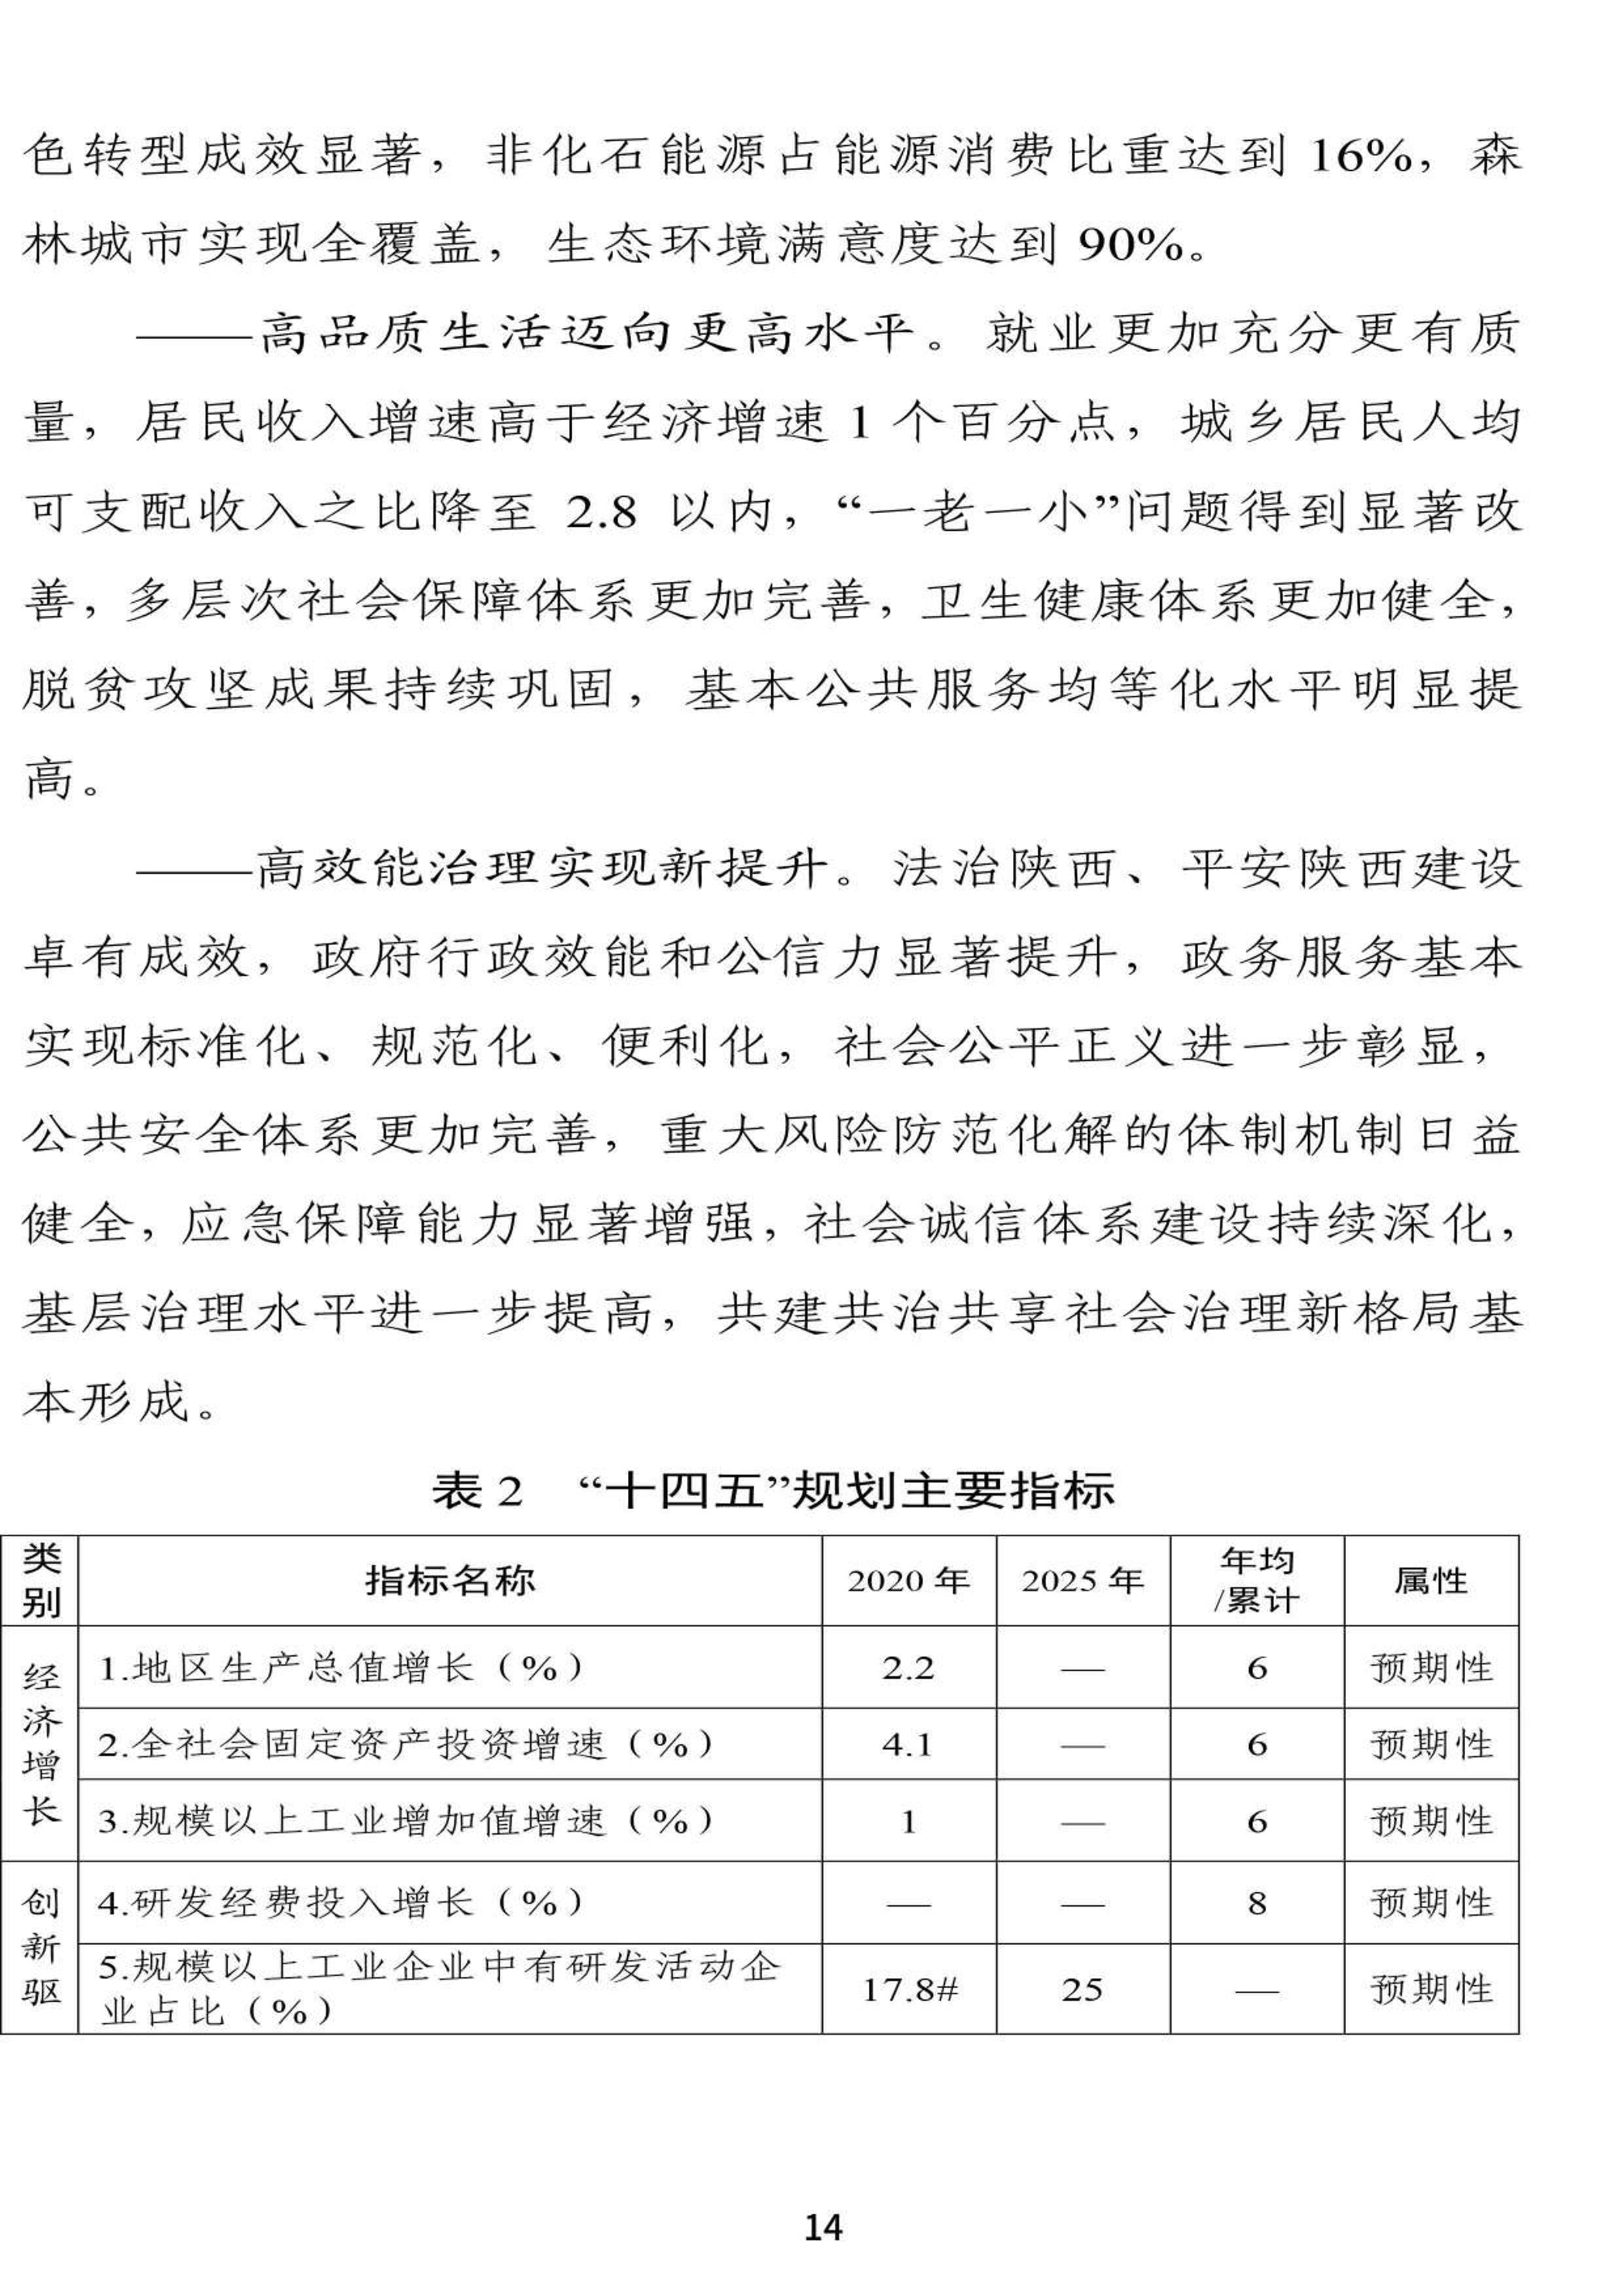 色转型成效显著，非化石能源占能源消费比重达到 16%，森
林城市实现全覆盖，生态环境满意度达到 90%。
——高品质生活迈向更高水平。就业更加充分更有质
量，居民收入增速高于经济增速 1 个百分点，城乡居民人均
可支配收入之比降至 2.8 以内，“一老一小”问题得到显著改
善，多层次社会保障体系更加完善，卫生健康体系更加健全，
脱贫攻坚成果持续巩固，基本公共服务均等化水平明显提
高。
——高效能治理实现新提升。法治陕西、平安陕西建设
卓有成效，政府行政效能和公信力显著提升，政务服务基本
实现标准化、规范化、便利化，社会公平正义进一步彰显，
公共安全体系更加完善，重大风险防范化解的体制机制日益
健全，应急保障能力显著增强，社会诚信体系建设持续深化，
基层治理水平进一步提高，共建共治共享社会治理新格局基
本形成。
表 2 “十四五”规划主要指标
类别 指标名称 2020 年 2025 年 年均/累计 属性
经济增长
1.地区生产总值增长（%） 2.2 — 6 预期性
2.全社会固定资产投资增速（%） 4.1 — 6 预期性
3.规模以上工业增加值增速（%） 1 — 6 预期性
创新驱
4.研发经费投入增长（%） — — 8 预期性
5.规模以上工业企业中有研发活动企
业占比（%） 17.8# 25 — 预期性
14